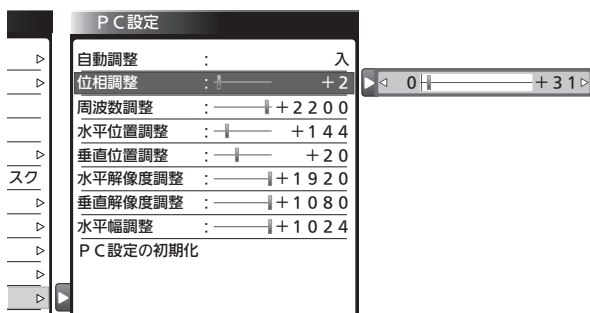 PC設定
自動調整 : 入
位相調整 : +2
0 +31
周波数調整 : +2200
水平位置調整 : +144
垂直位置調整 : +20
スク
水平解像度調整 : +1920
垂直解像度調整 : +1080
水平幅調整 : +1024
PC設定の初期化